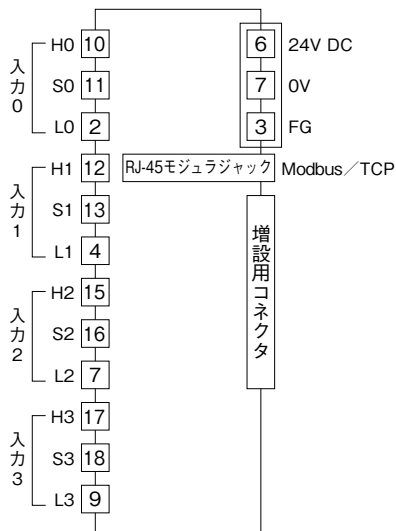 入力0
H0 10
S0 11
L0 2
入力1
H1 12
S1 13
L1 4
入力2
H2 15
S2 16
L2 7
入力3
H3 17
S3 18
L3 9
6 24V DC
7 0V
3 FG
RJ-45モジュラジャック Modbus／TCP
増設用コネクタ